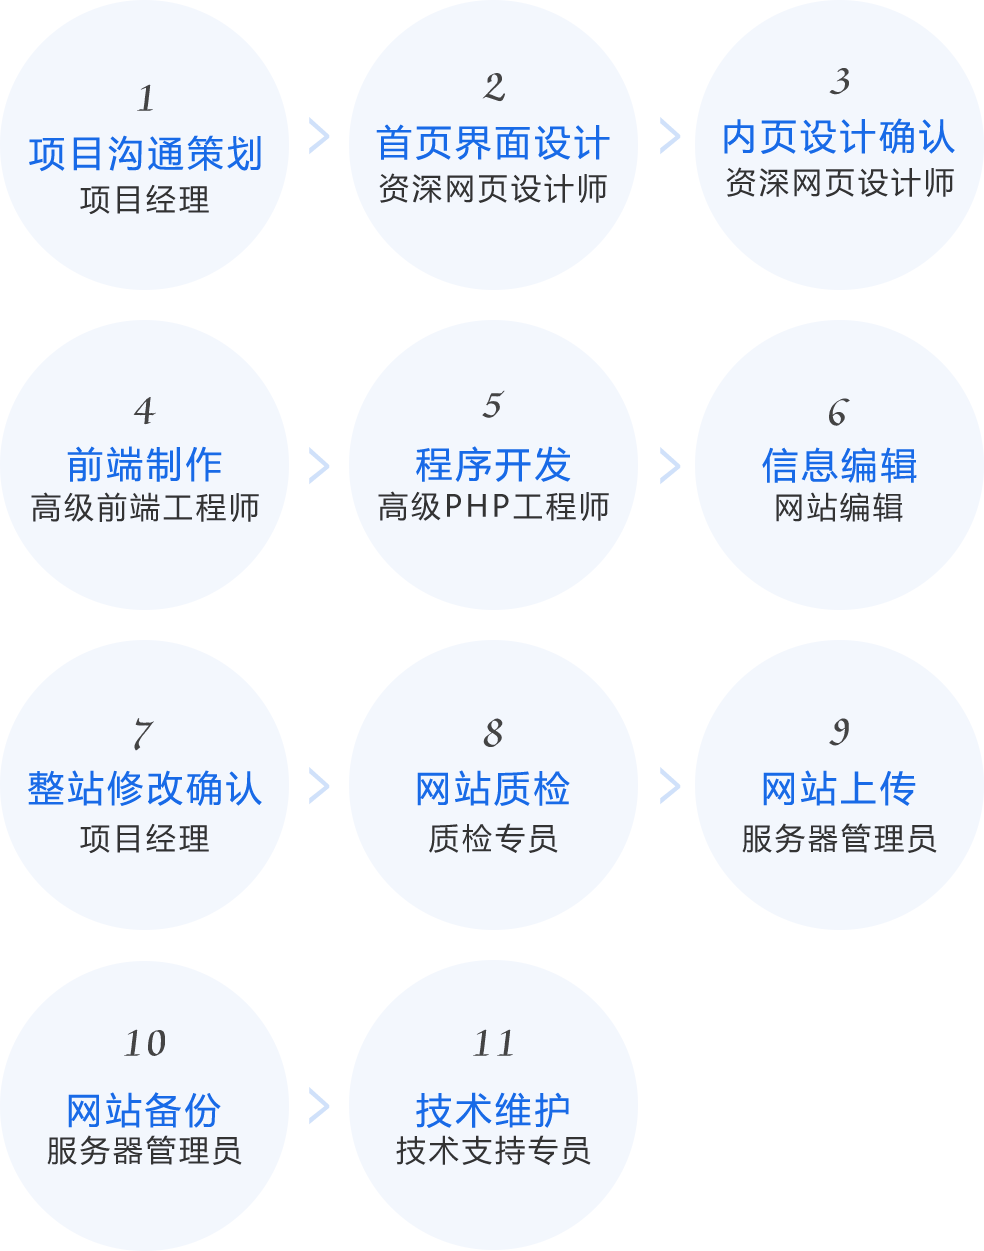 1
项目沟通策划
项目经理
2
首页界面设计
资深网页设计师
3
内页设计确认
资深网页设计师
4
前端制作
高级前端工程师
5
程序开发
高级PHP工程师
6
信息编辑
网站编辑
7
整站修改确认
项目经理
8
网站质检
质检专员
9
网站上传
服务器管理员
10
网站备份
服务器管理员
11
技术维护
技术支持专员